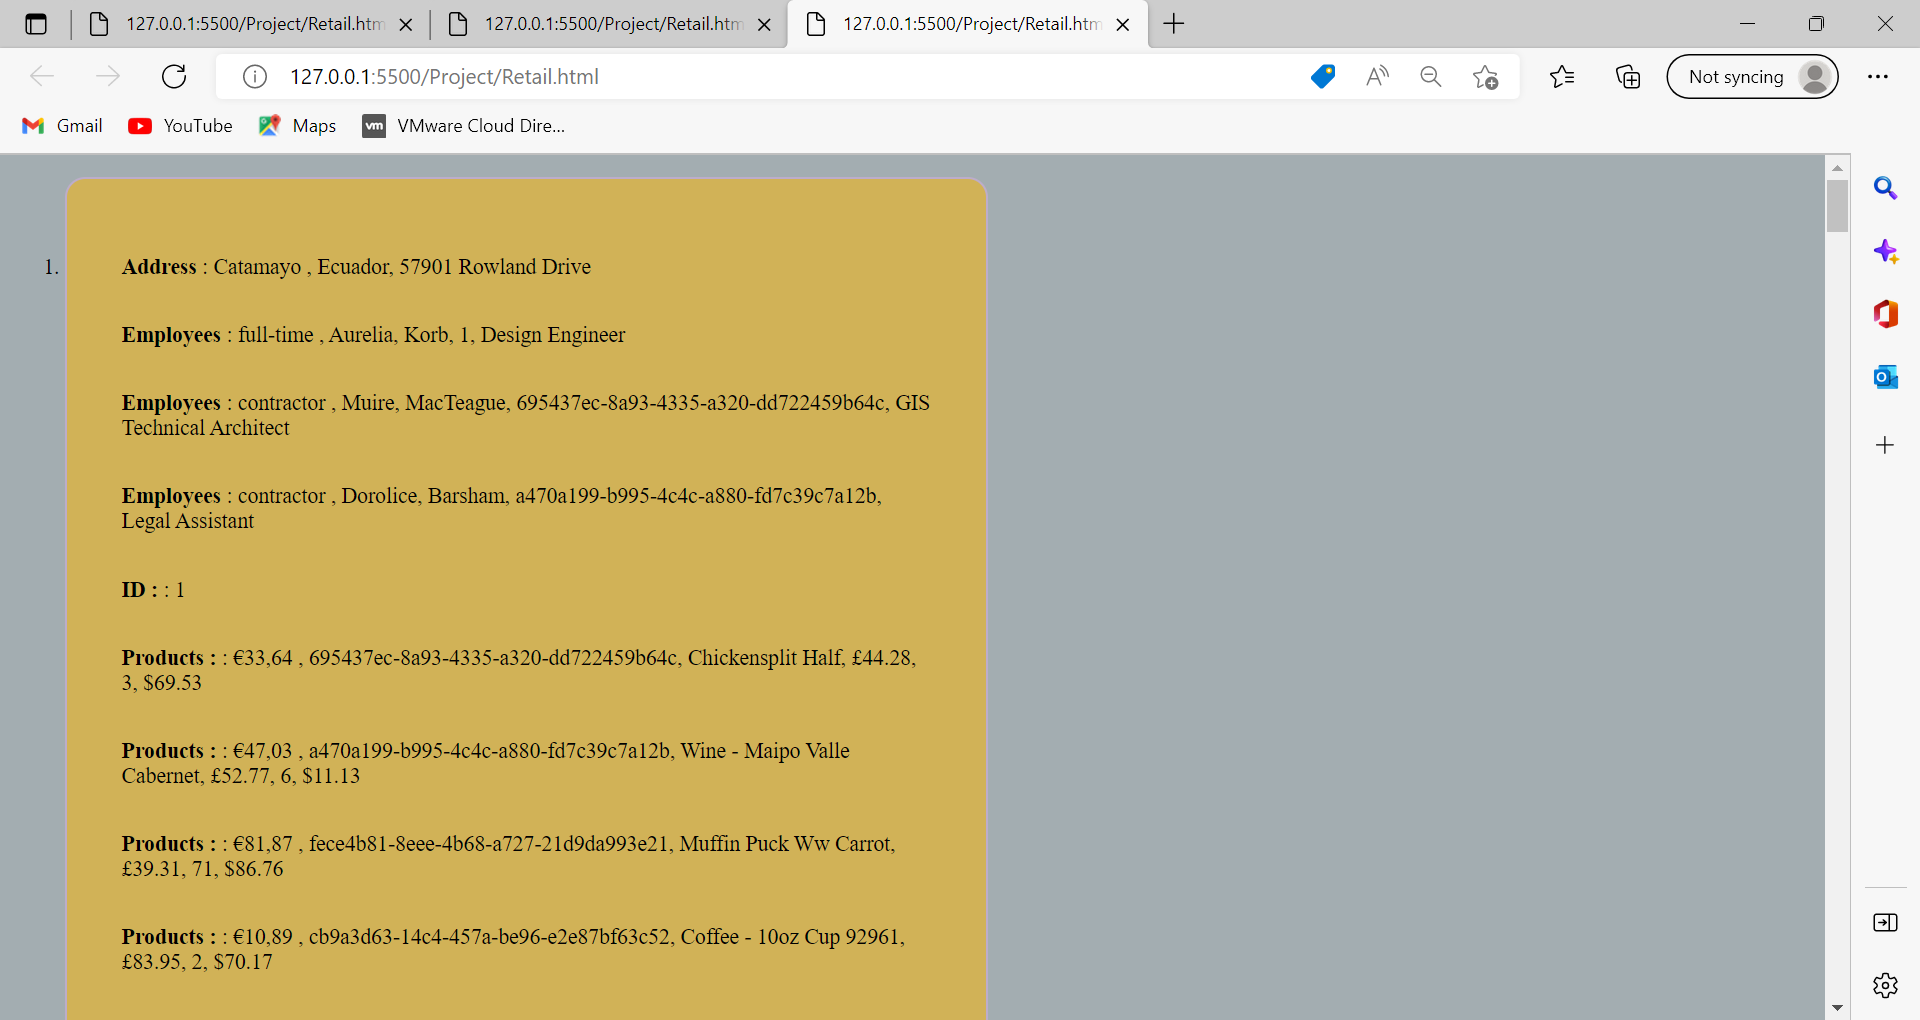 127.0.0.1:5500/Project/Retail.htm
127.0.0.1:5500/Project/Retail.htm
127.0.0.1:5500/Project/Retail.htm
127.0.0.1:5500/Project/Retail.html
Not syncing
Gmail YouTube Maps vm VMware Cloud Dire...
1. Address : Catamayo , Ecuador, 57901 Rowland Drive
Employees : full-time , Aurelia, Korb, 1, Design Engineer
Employees : contractor , Muire, MacTeague, 695437ec-8a93-4335-a320-dd722459b64c, GIS
Technical Architect
Employees : contractor , Dorolice, Barsham, a470a199-b995-4c4c-a880-fd7c39c7a12b,
Legal Assistant
ID : : 1
Products : : €33,64 , 695437ec-8a93-4335-a320-dd722459b64c, Chickensplit Half, £44.28,
3, $69.53
Products : : €47,03 , a470a199-b995-4c4c-a880-fd7c39c7a12b, Wine - Maipo Valle
Cabernet, £52.77, 6, $11.13
Products : : €81,87 , fece4b81-8eee-4b68-a727-21d9da993e21, Muffin Puck Ww Carrot,
£39.31, 71, $86.76
Products : : €10,89 , cb9a3d63-14c4-457a-be96-e2e87bf63c52, Coffee - 10oz Cup 92961,
£83.95, 2, $70.17